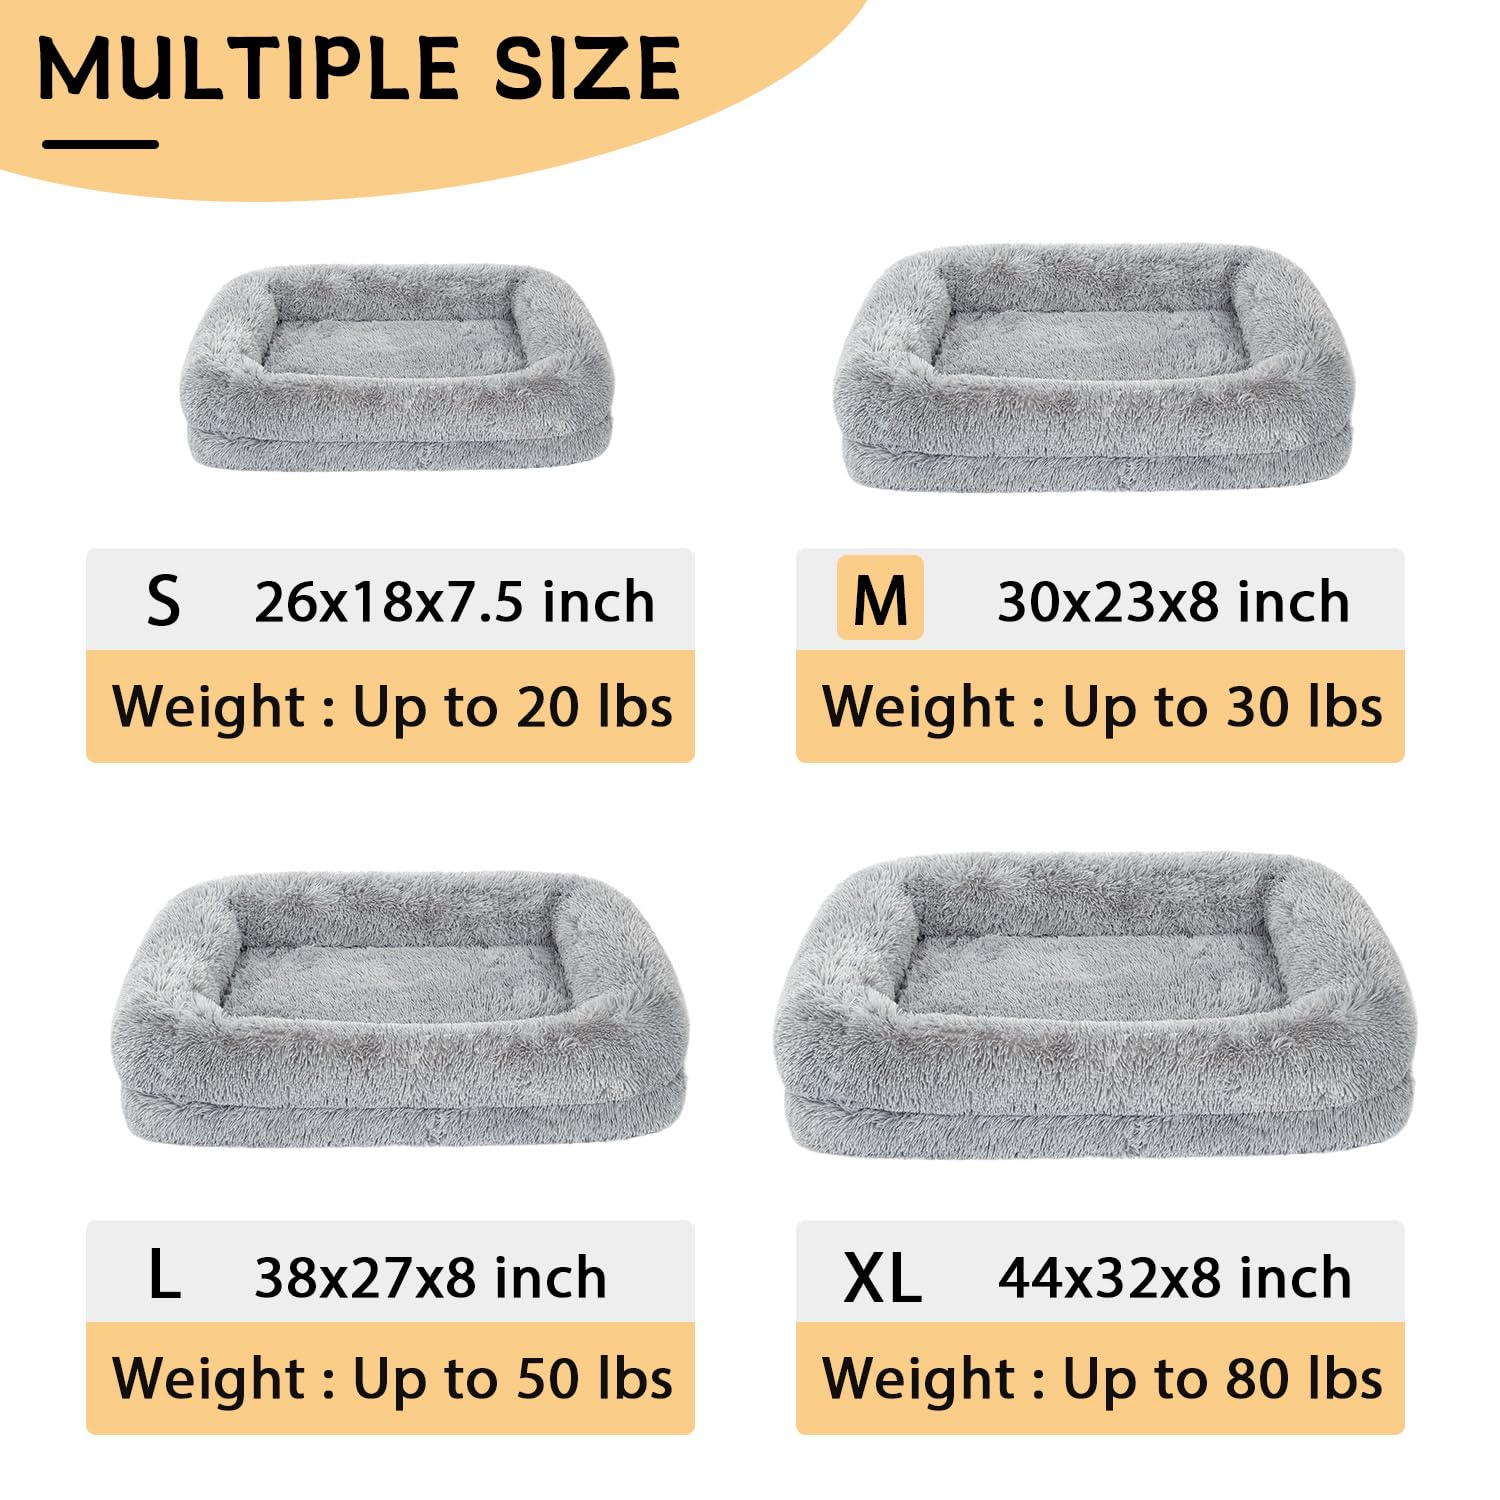 MULTIPLE SIZE
S 26x18x7.5 inch
Weight : Up to 20 lbs
M 30x23x8 inch
Weight : Up to 30 lbs
L 38x27x8 inch
Weight : Up to 50 lbs
XL 44x32x8 inch
Weight : Up to 80 lbs